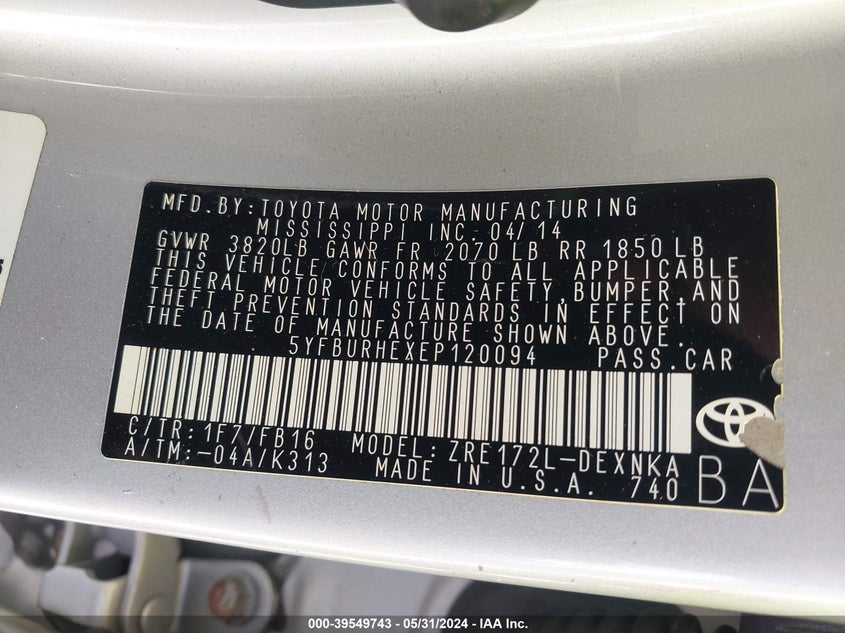 MFD.BY:TOYOTA MOTOR MANUFACTURING
MISSISSIPPI INC. 04/14
GVWR 3820LB GAWR FR 2070 LB RR 1850 LB
THIS VEHICLE CONFORMS TO ALL APPLICABLE
FEDERAL MOTOR VEHICLE SAFETY,BUMPER,AND
THEFT PREVENTION STANDARDS IN EFFECT ON
THE DATE OF MANUFACTURE SHOWN ABOVE.
5YFBURHEXEP120094 PASS.CAR
C/TR:1F7/FB16 MODEL:ZRE172L-DEXNKA
A/TM:-04A/K313 MADE IN U.S.A. 740 BA
000-39549743 - 05/31/2024 - IAA Inc.